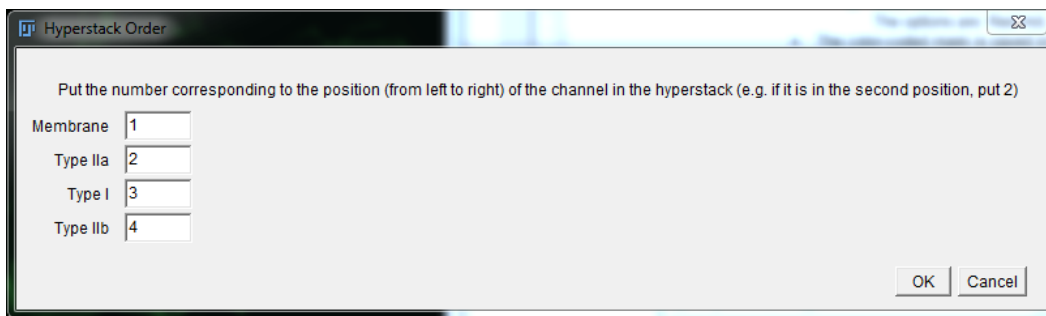 Hyperstack Order
Put the number corresponding to the position (from left to right) of the channel in the hyperstack (e.g. if it is in the second position, put 2)
Membrane 1
Type IIa 2
Type I 3
Type IIb 4
OK Cancel